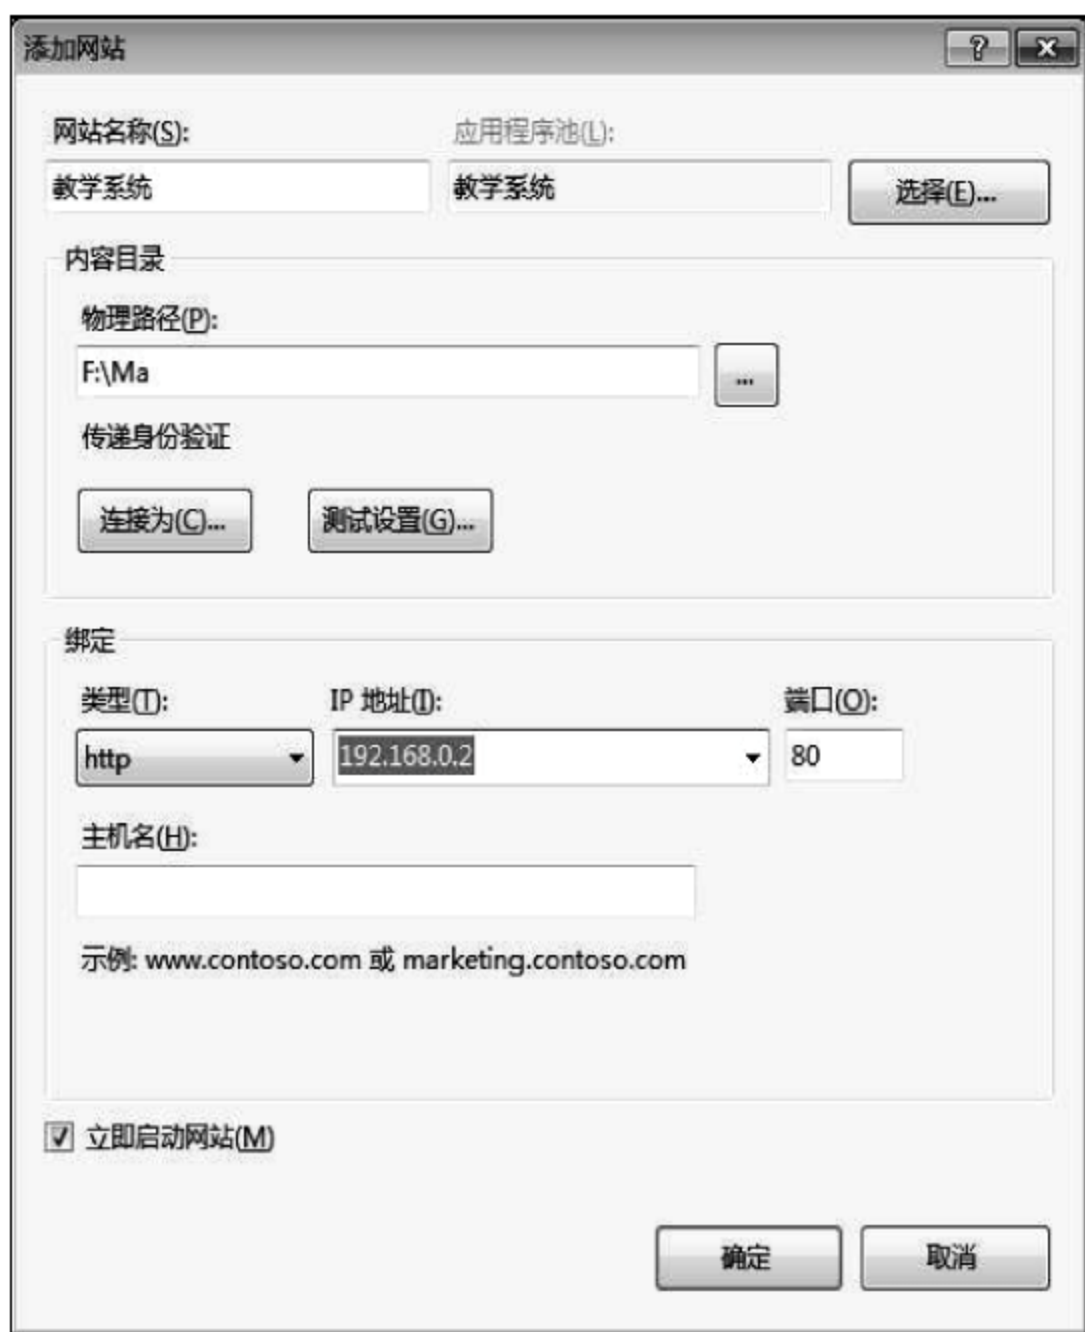 添加网站
网站名称(S): 应用程序池(L):
教学系统 教学系统 选择(E)...
内容目录
物理路径(P):
F:\Ma ...
传递身份验证
连接为(C)... 测试设置(G)...
绑定
类型(T): IP 地址(I): 端口(O):
http 192.168.0.2 80
主机名(H):
示例: www.contoso.com 或 marketing.contoso.com
立即启动网站(M)
确定 取消